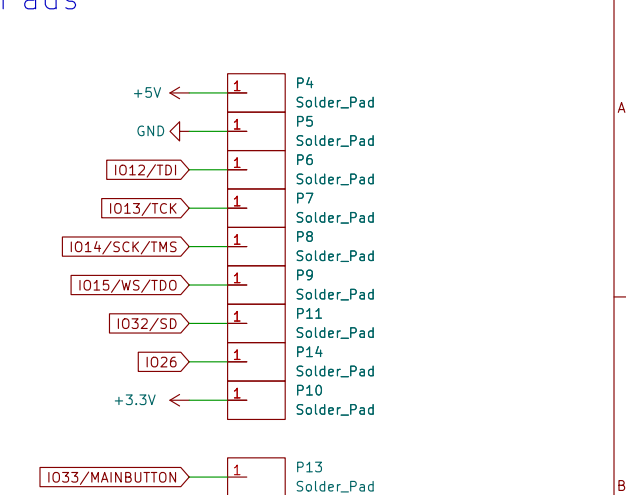 Pads
+5V 1 P4
Solder_Pad
GND 1 P5
Solder_Pad
IO12/TDI 1 P6
Solder_Pad
IO13/TCK 1 P7
Solder_Pad
IO14/SCK/TMS 1 P8
Solder_Pad
IO15/WS/TDO 1 P9
Solder_Pad
IO32/SD 1 P11
Solder_Pad
IO26 1 P14
Solder_Pad
+3.3V 1 P10
Solder_Pad
IO33/MAINBUTTON 1 P13
Solder_Pad
A
B